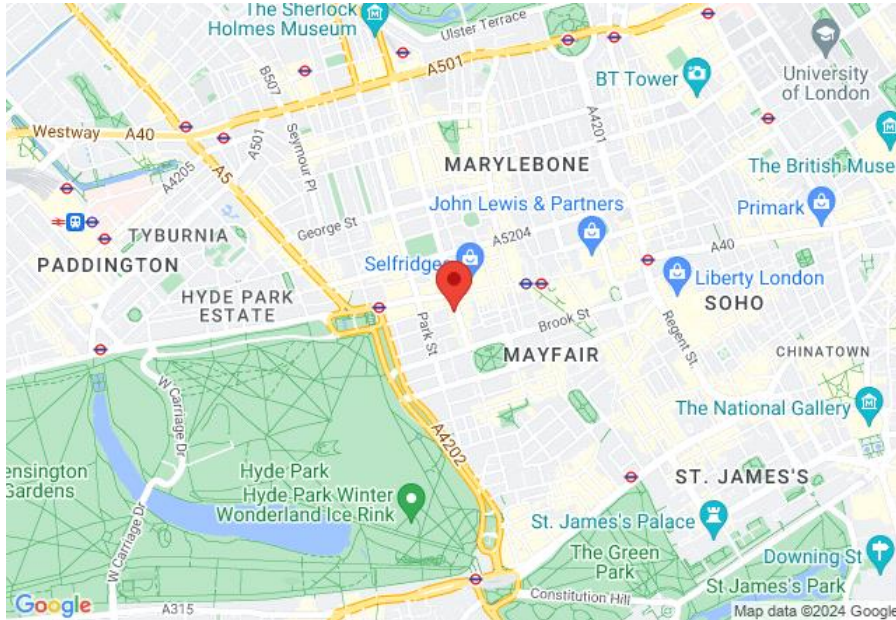 The Sherlock
Holmes Museum
Ulster Terrace
A501
BT Tower
University
of London
B507
A4201
Westway
A40
A501
Seymour Pl
A4205
A5
MARYLEBONE
The British Muse
John Lewis & Partners
Primark
George St
A5204
TYBURNIA
A40
PADDINGTON
Selfridges
Liberty London
HYDE PARK
ESTATE
SOHO
Park St
Brook St
Regent St.
MAYFAIR
CHINATOWN
W Carriage Dr
The National Gallery
A4202
ensington
Gardens
Hyde Park
Hyde Park Winter
Wonderland Ice Rink
ST. JAMES'S
St. James's Palace
W Carriage Dr
The Green
Park
Downing St
St James's Park
Constitution Hill
Google
A315
Map data ©2024 Google